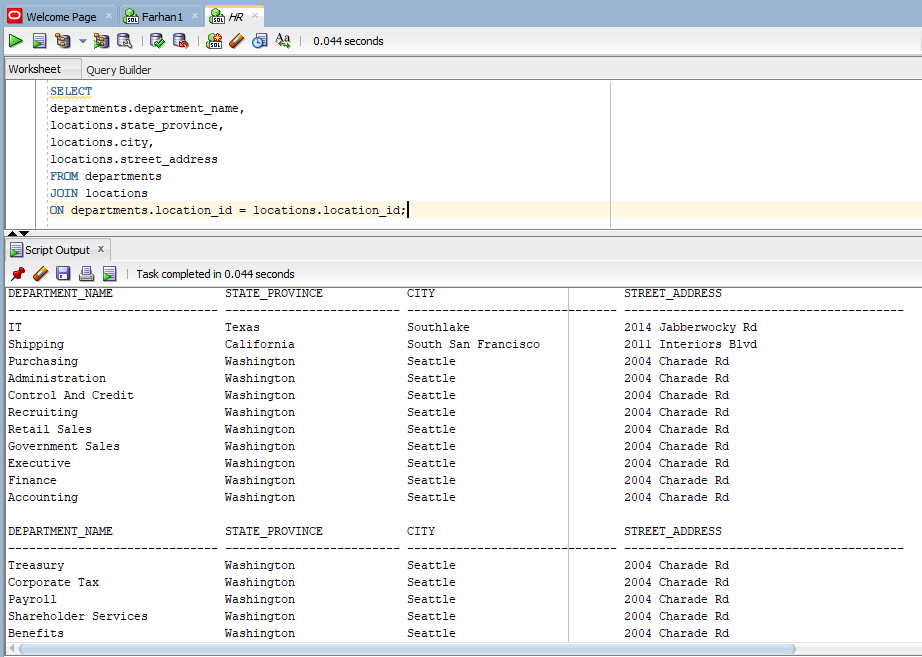 Welcome Page Farhan1 HR
0.044 seconds
Worksheet Query Builder
SELECT
departments.department_name,
locations.state_province,
locations.city,
locations.street_address
FROM departments
JOIN locations
ON departments.location_id = locations.location_id;
Script Output
Task completed in 0.044 seconds
DEPARTMENT_NAME STATE_PROVINCE CITY STREET_ADDRESS
------------------------------ ------------------------- ------------------------------ ----------------------------------------
IT Texas Southlake 2014 Jabberwocky Rd
Shipping California South San Francisco 2011 Interiors Blvd
Purchasing Washington Seattle 2004 Charade Rd
Administration Washington Seattle 2004 Charade Rd
Control And Credit Washington Seattle 2004 Charade Rd
Recruiting Washington Seattle 2004 Charade Rd
Retail Sales Washington Seattle 2004 Charade Rd
Government Sales Washington Seattle 2004 Charade Rd
Executive Washington Seattle 2004 Charade Rd
Finance Washington Seattle 2004 Charade Rd
Accounting Washington Seattle 2004 Charade Rd
DEPARTMENT_NAME STATE_PROVINCE CITY STREET_ADDRESS
------------------------------ ------------------------- ------------------------------ ----------------------------------------
Treasury Washington Seattle 2004 Charade Rd
Corporate Tax Washington Seattle 2004 Charade Rd
Payroll Washington Seattle 2004 Charade Rd
Shareholder Services Washington Seattle 2004 Charade Rd
Benefits Washington Seattle 2004 Charade Rd